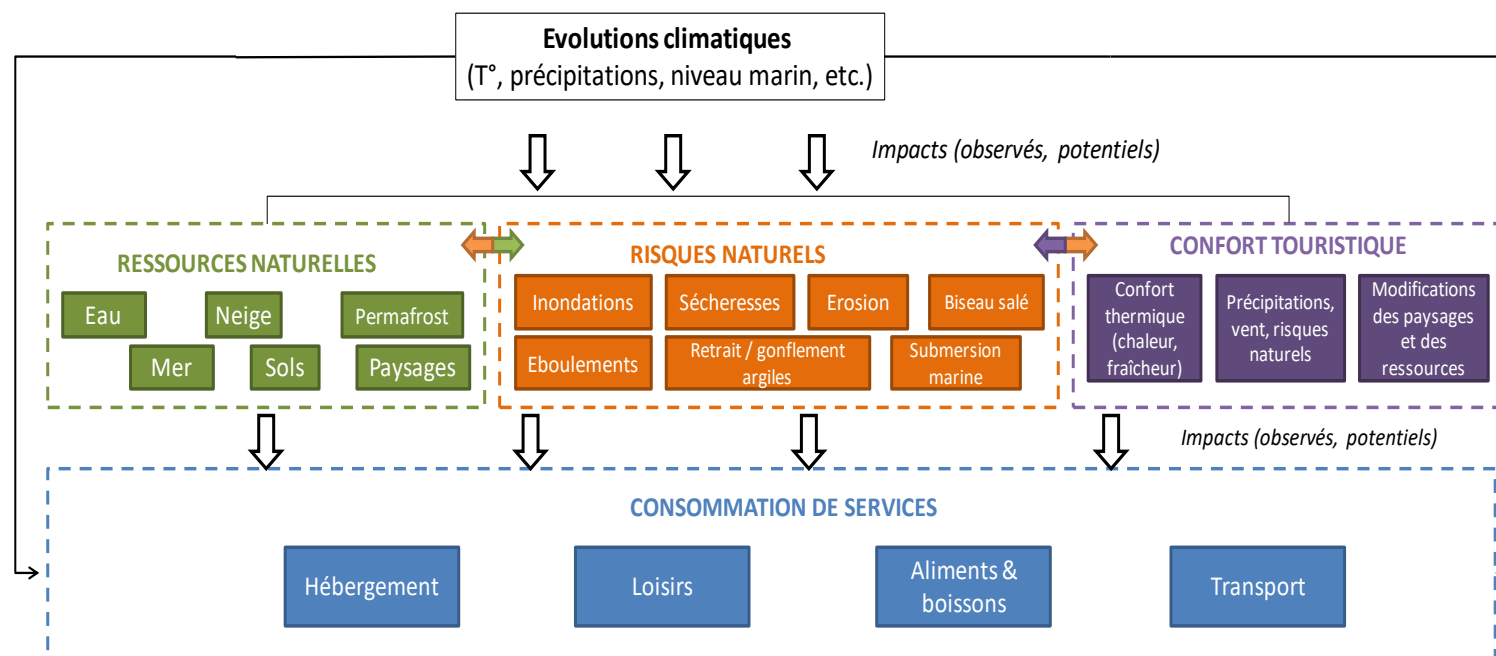 Evolutions climatiques
(T°, précipitations, niveau marin, etc.)
Impacts (observés, potentiels)
RESSOURCES NATURELLES
Eau
Neige
Permafrost
Mer
Sols
Paysages
RISQUES NATURELS
Inondations
Sécheresses
Erosion
Biseau salé
Eboulements
Retrait / gonflement
argiles
Submersion
marine
CONFORT TOURISTIQUE
Confort
thermique
(chaleur,
fraîcheur)
Précipitations,
vent, risques
naturels
Modifications
des paysages
et des
ressources
Impacts (observés, potentiels)
CONSOMMATION DE SERVICES
Hébergement
Loisirs
Aliments &
boissons
Transport